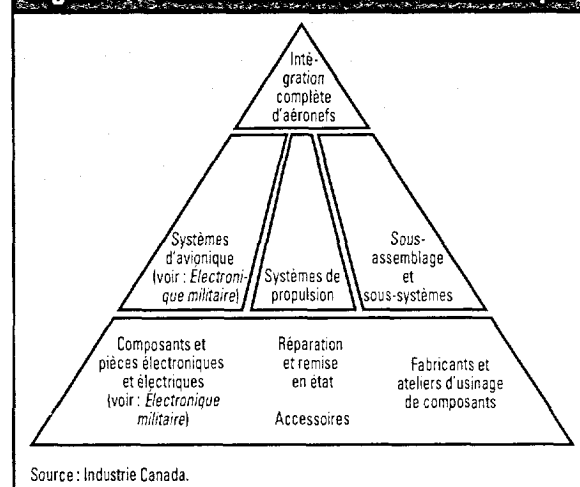 Inté-
gration
complète
d'aéronefs
Systèmes
d'avionique
(voir : Électroni-
que militaire)
Systèmes de
propulsion
Sous-
assemblage
et
sous-systèmes
Composants et
pièces électroniques
et électriques
(voir : Électronique
militaire)
Réparation
et remise
en état
Accessoires
Fabricants et
ateliers d'usinage
de composants
Source : Industrie Canada.